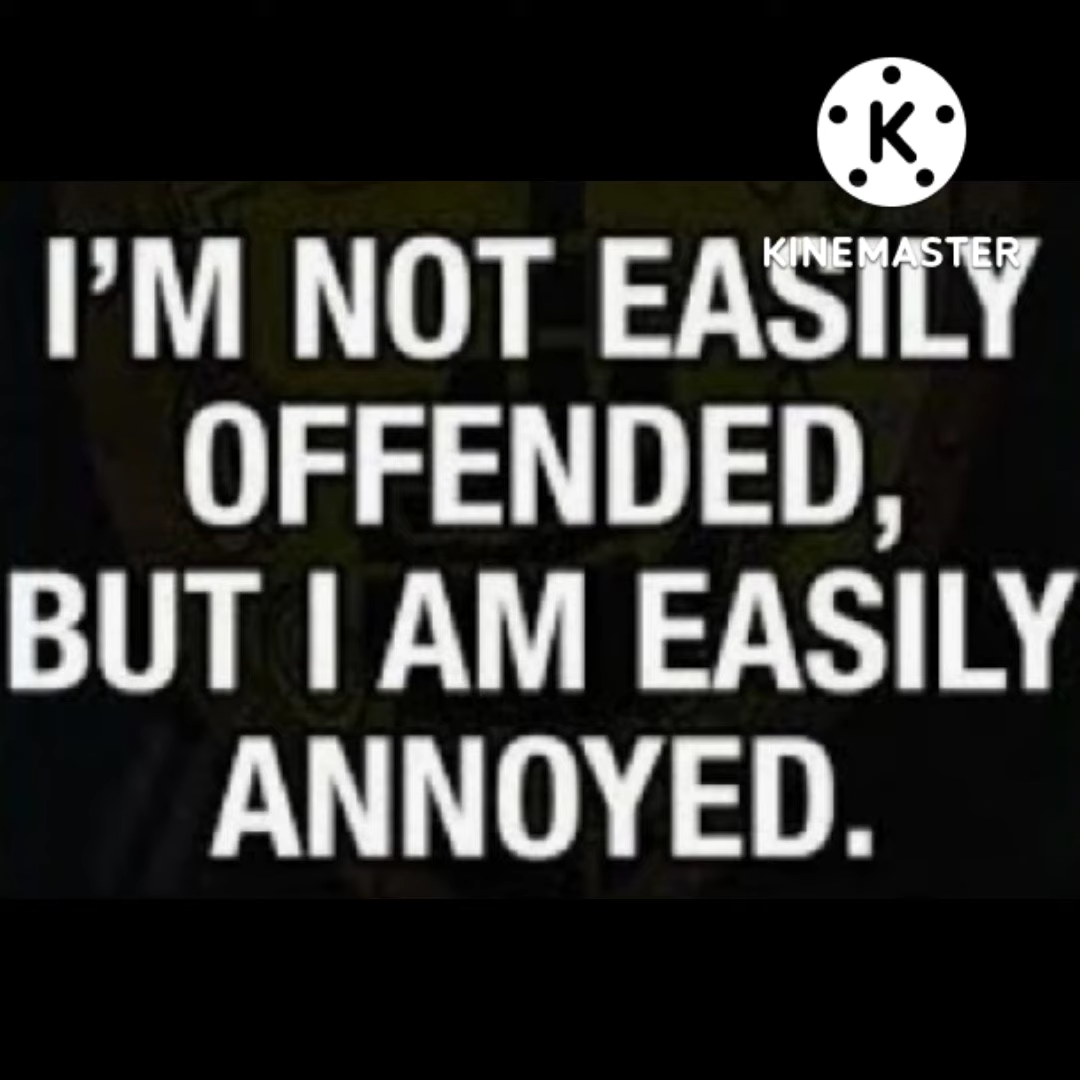 K
KINEMASTER
I’M NOT EASILY
OFFENDED,
BUT I AM EASILY
ANNOYED.